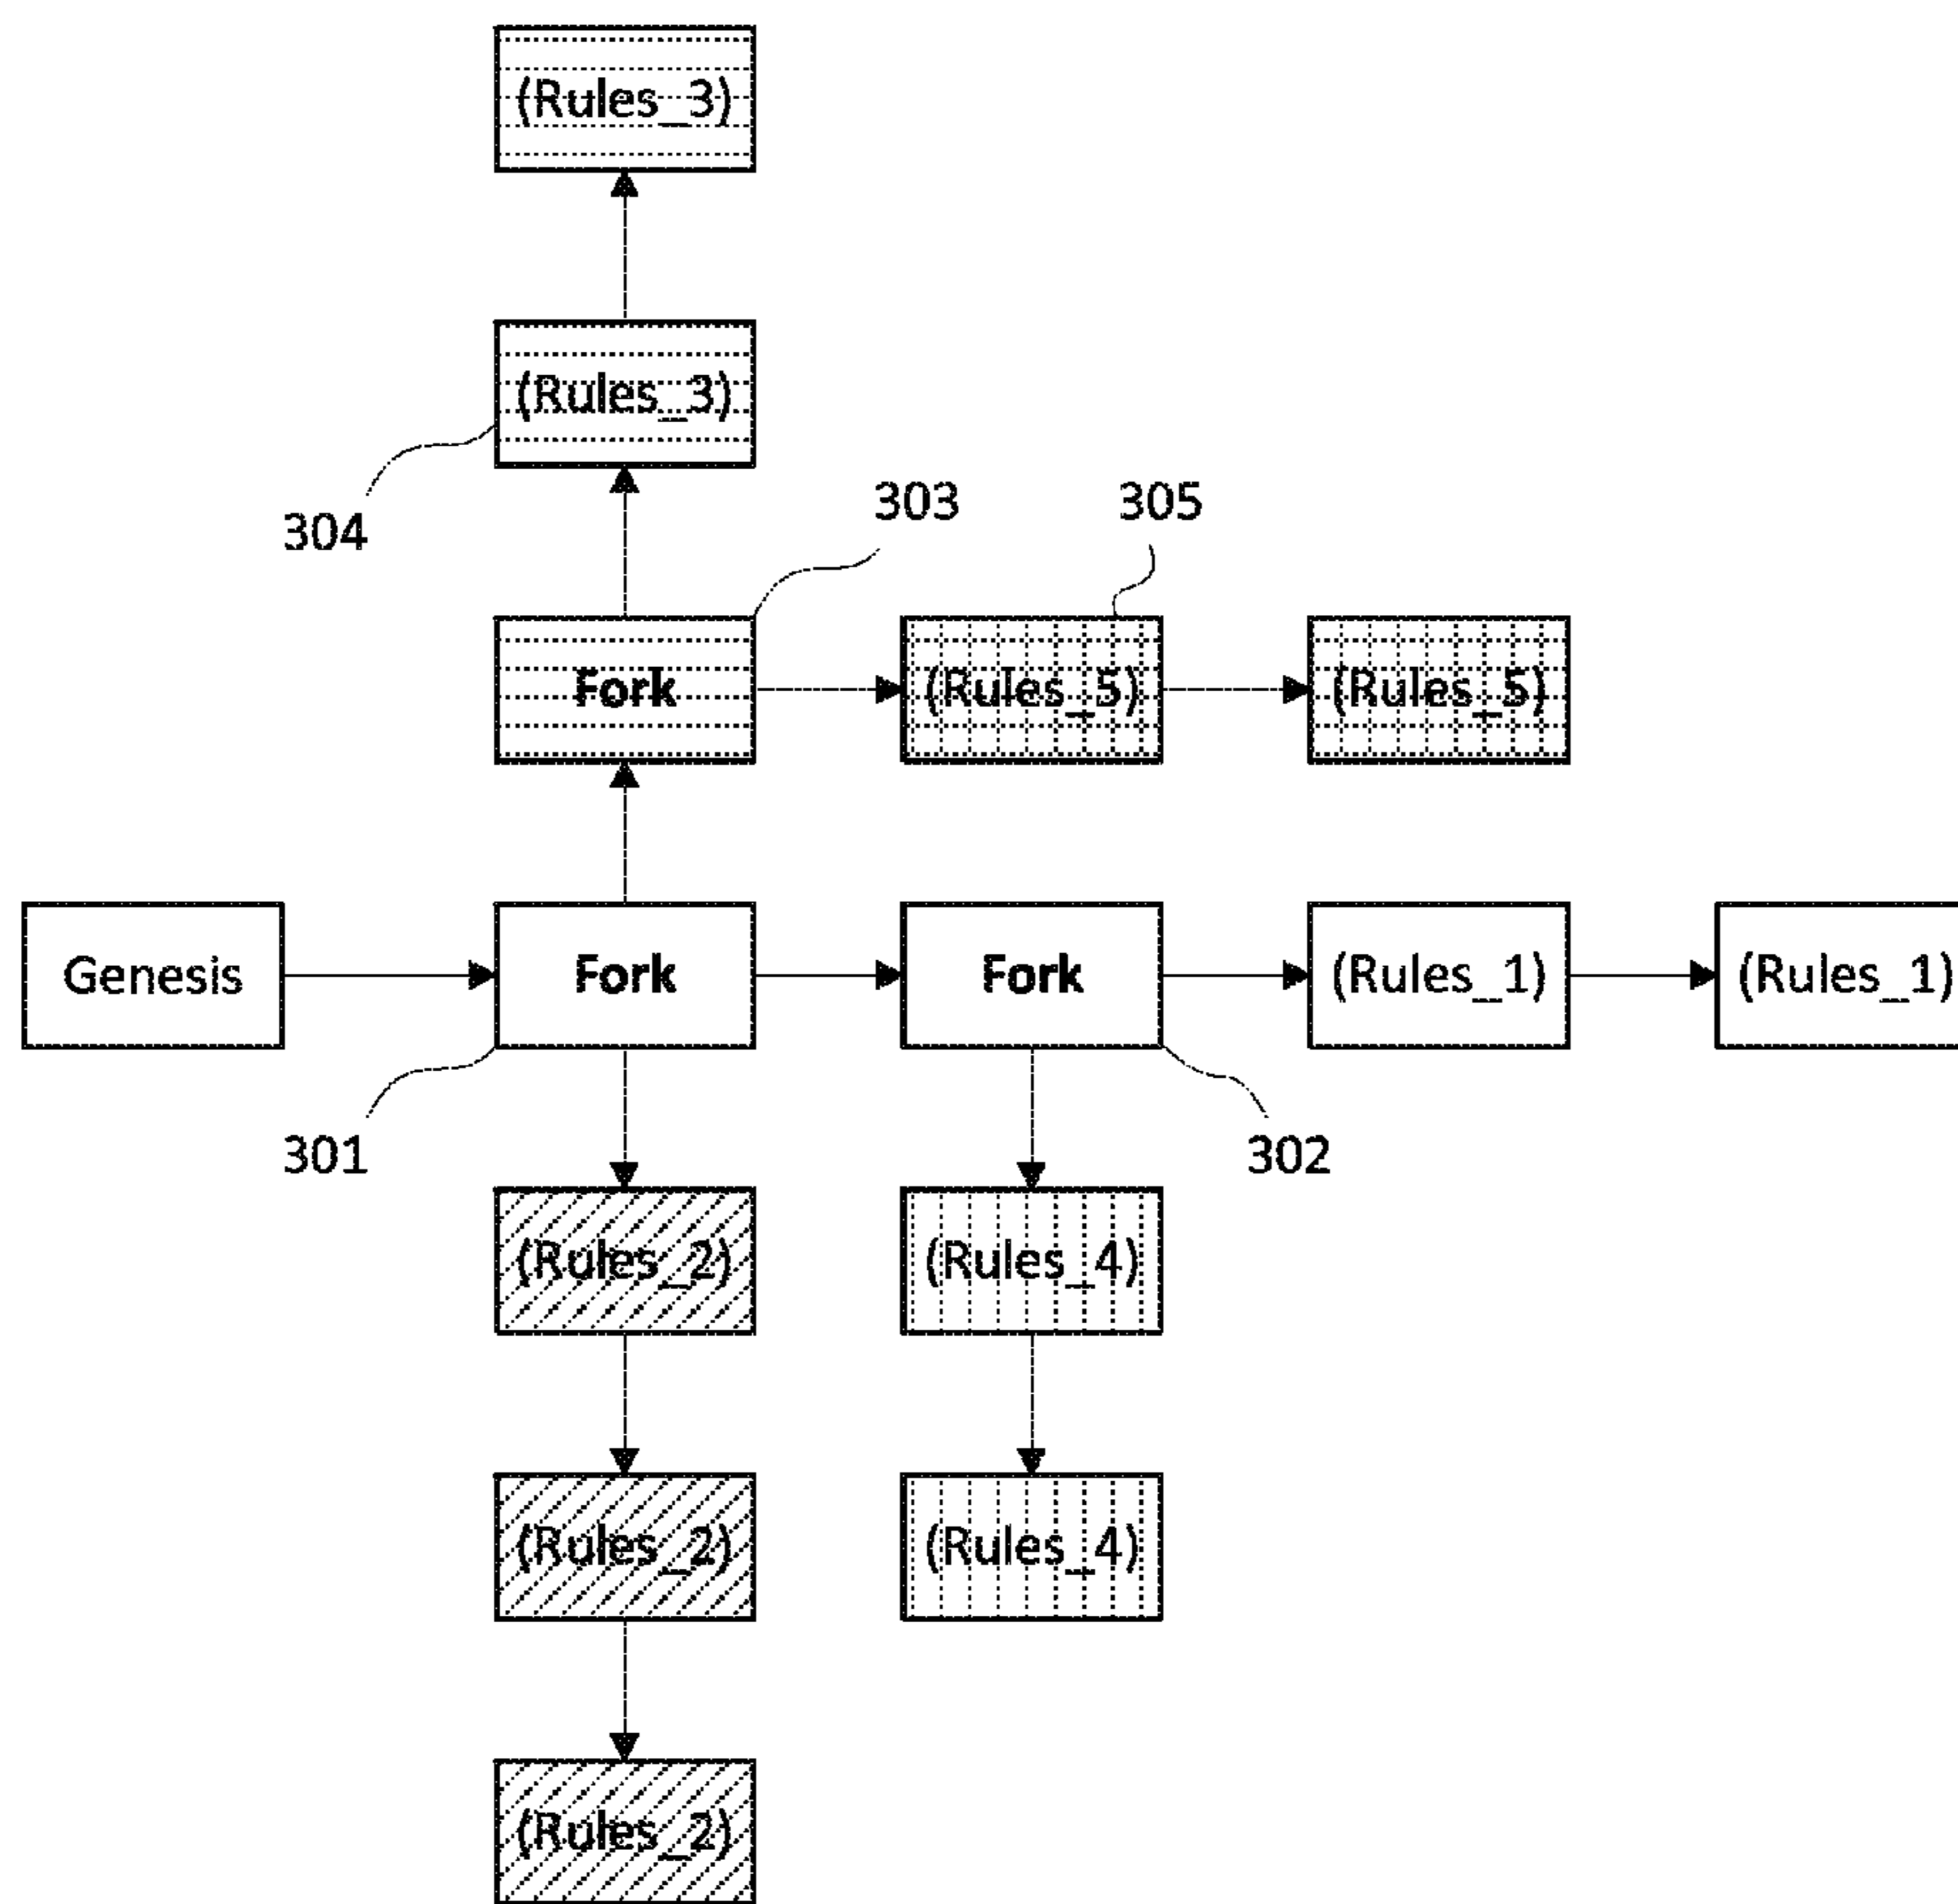 (Rules_3)
(Rules_3)
304
303
305
Fork
(Rules_5)
(Rules_5)
Genesis
Fork
Fork
(Rules_1)
(Rules_1)
301
302
(Rules_2)
(Rules_4)
(Rules_2)
(Rules_4)
(Rules_2)